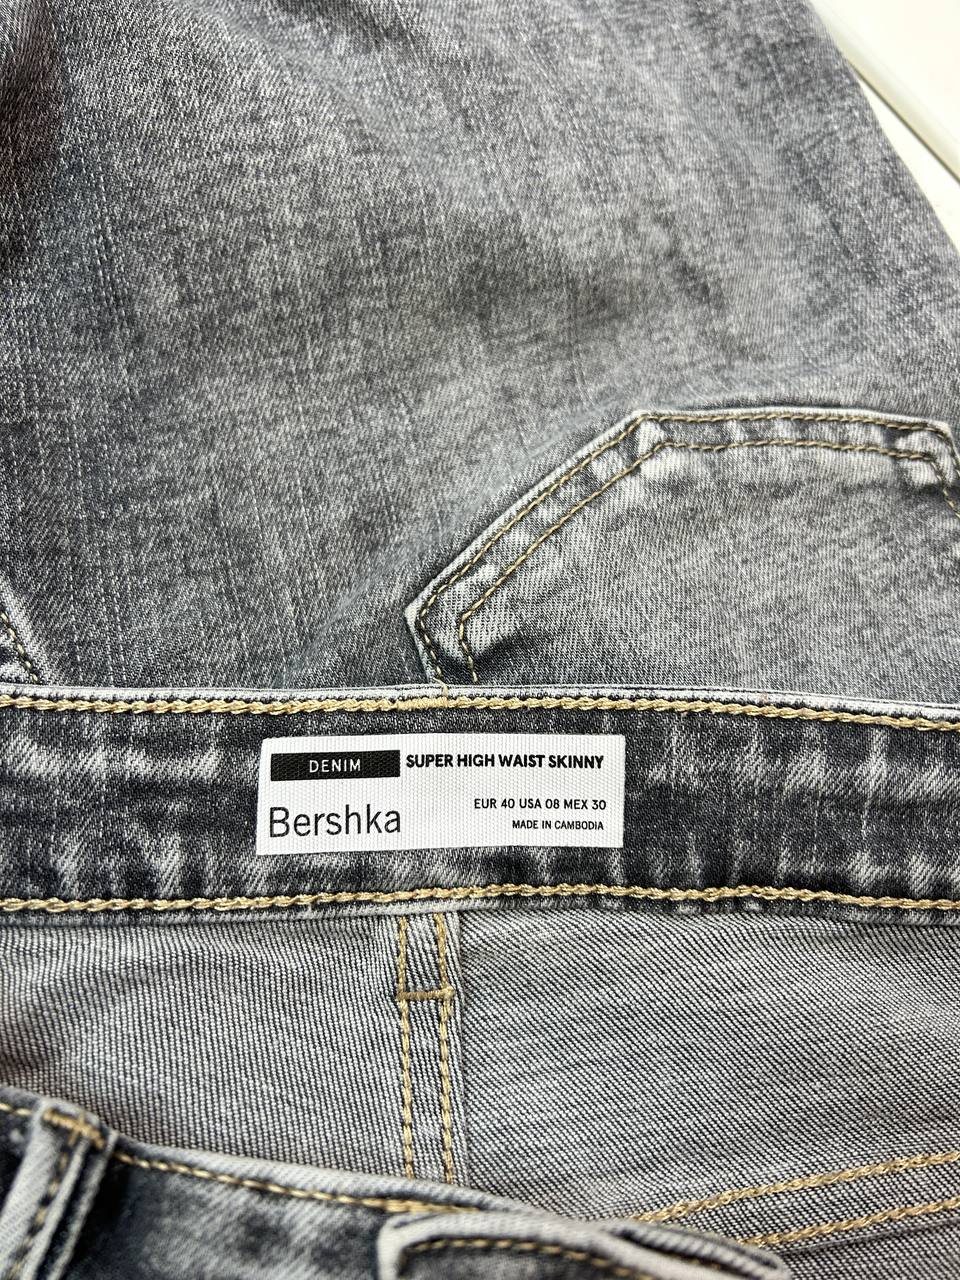 DENIM SUPER HIGH WAIST SKINNY
Bershka
EUR 40 USA 08 MEX 30
MADE IN CAMBODIA